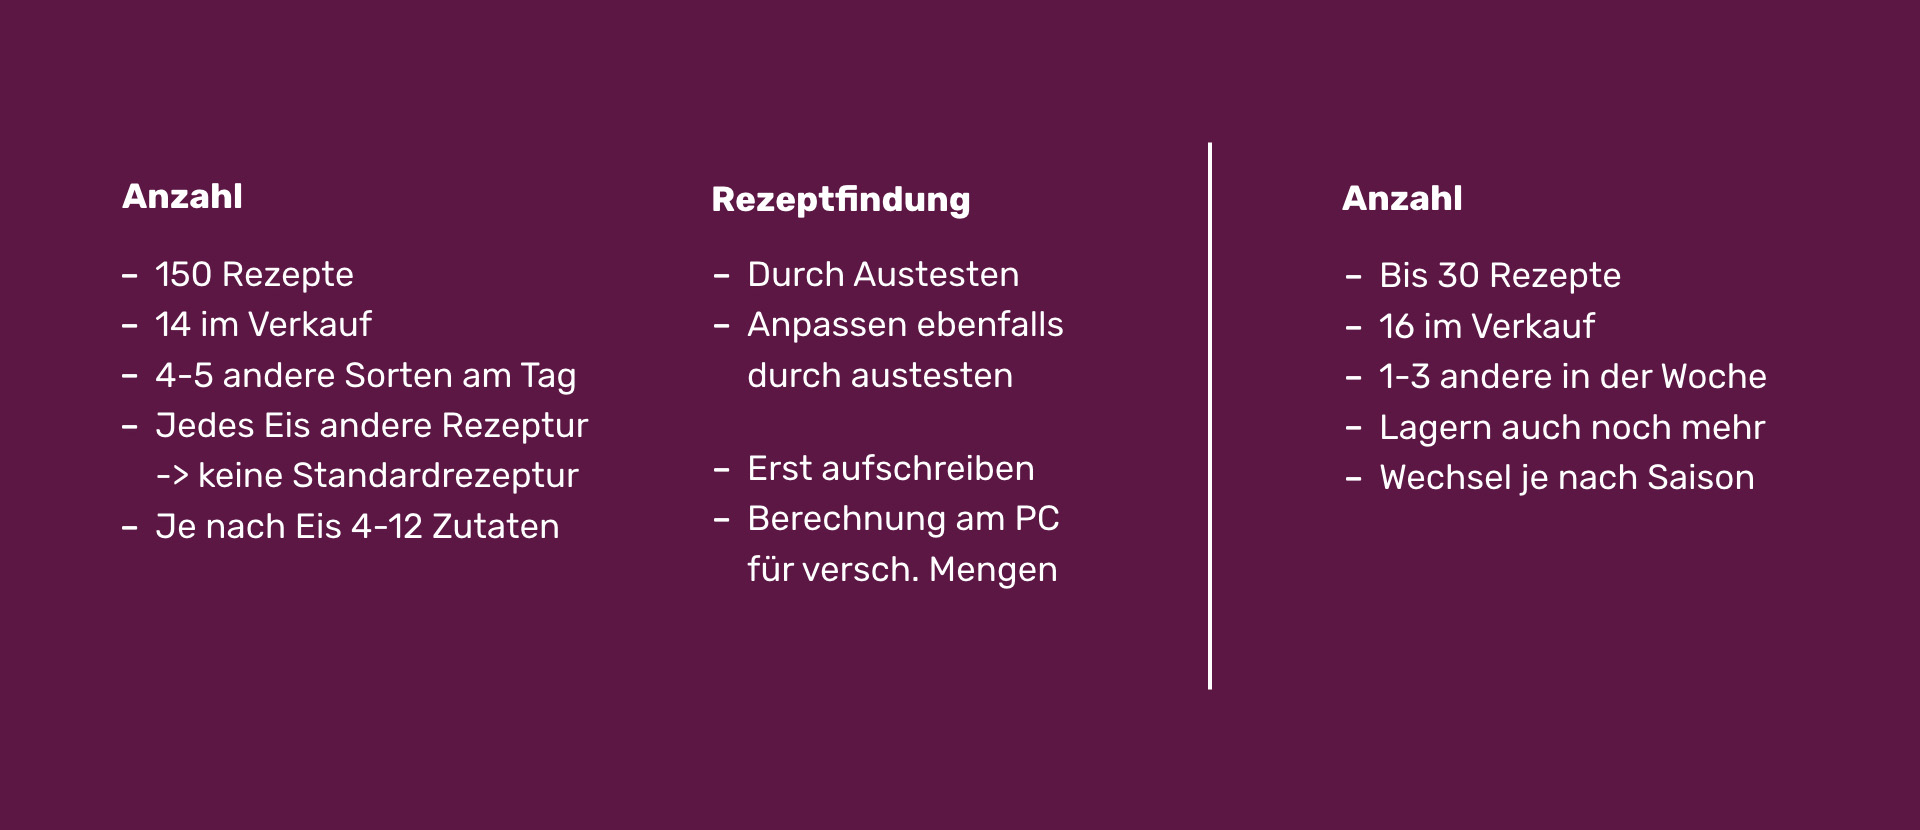 Anzahl
– 150 Rezepte
– 14 im Verkauf
– 4-5 andere Sorten am Tag
– Jedes Eis andere Rezeptur
-> keine Standardrezeptur
– Je nach Eis 4-12 Zutaten
Rezeptfindung
– Durch Austesten
– Anpassen ebenfalls
durch austesten
– Erst aufschreiben
– Berechnung am PC
für versch. Mengen
Anzahl
– Bis 30 Rezepte
– 16 im Verkauf
– 1-3 andere in der Woche
– Lagern auch noch mehr
– Wechsel je nach Saison